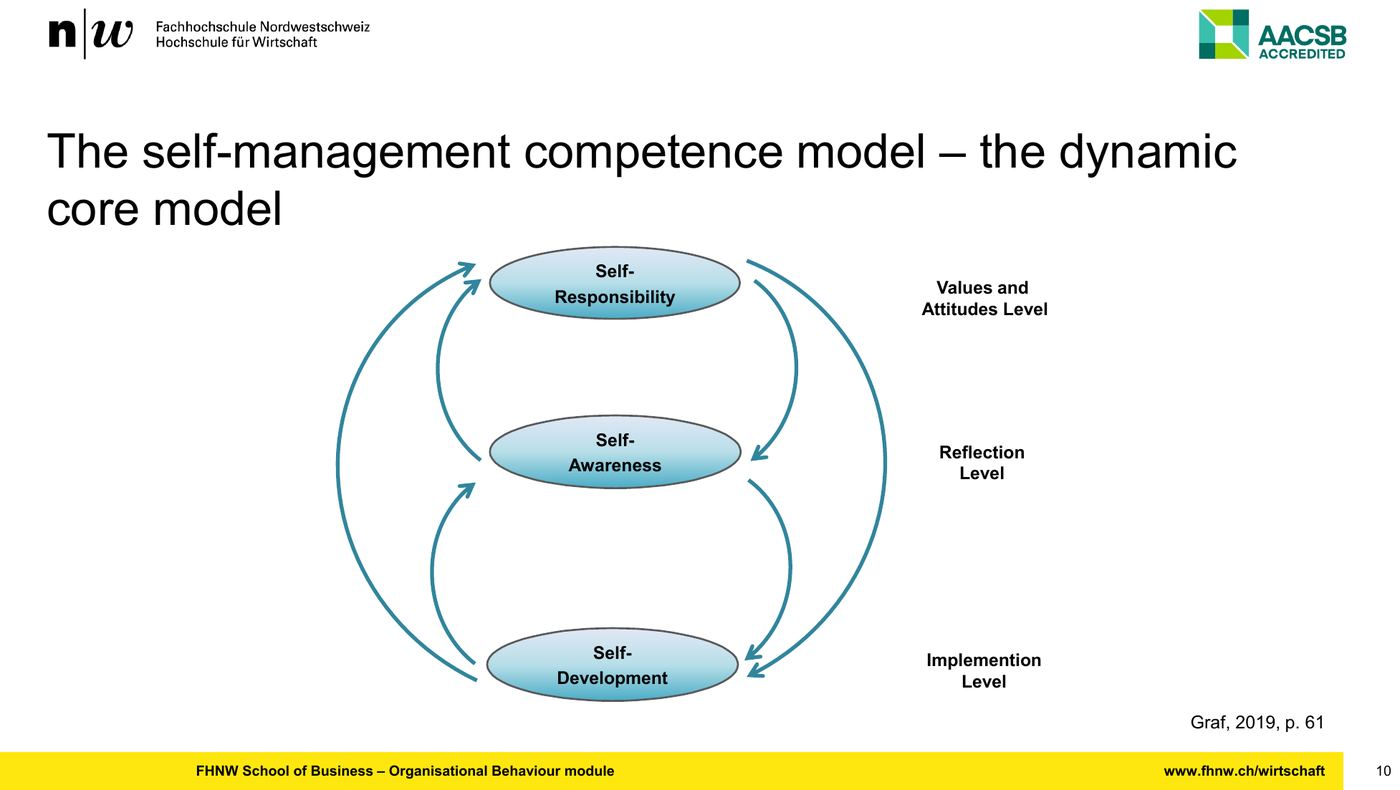 n|w
Fachhochschule Nordwestschweiz
Hochschule für Wirtschaft
AACSB
ACCREDITED
The self-management competence model – the dynamic
core model
Self-
Responsibility
Values and
Attitudes Level
Self-
Awareness
Reflection
Level
Self-
Development
Implemention
Level
Graf, 2019, p. 61
FHNW School of Business – Organisational Behaviour module
www.fhnw.ch/wirtschaft
10